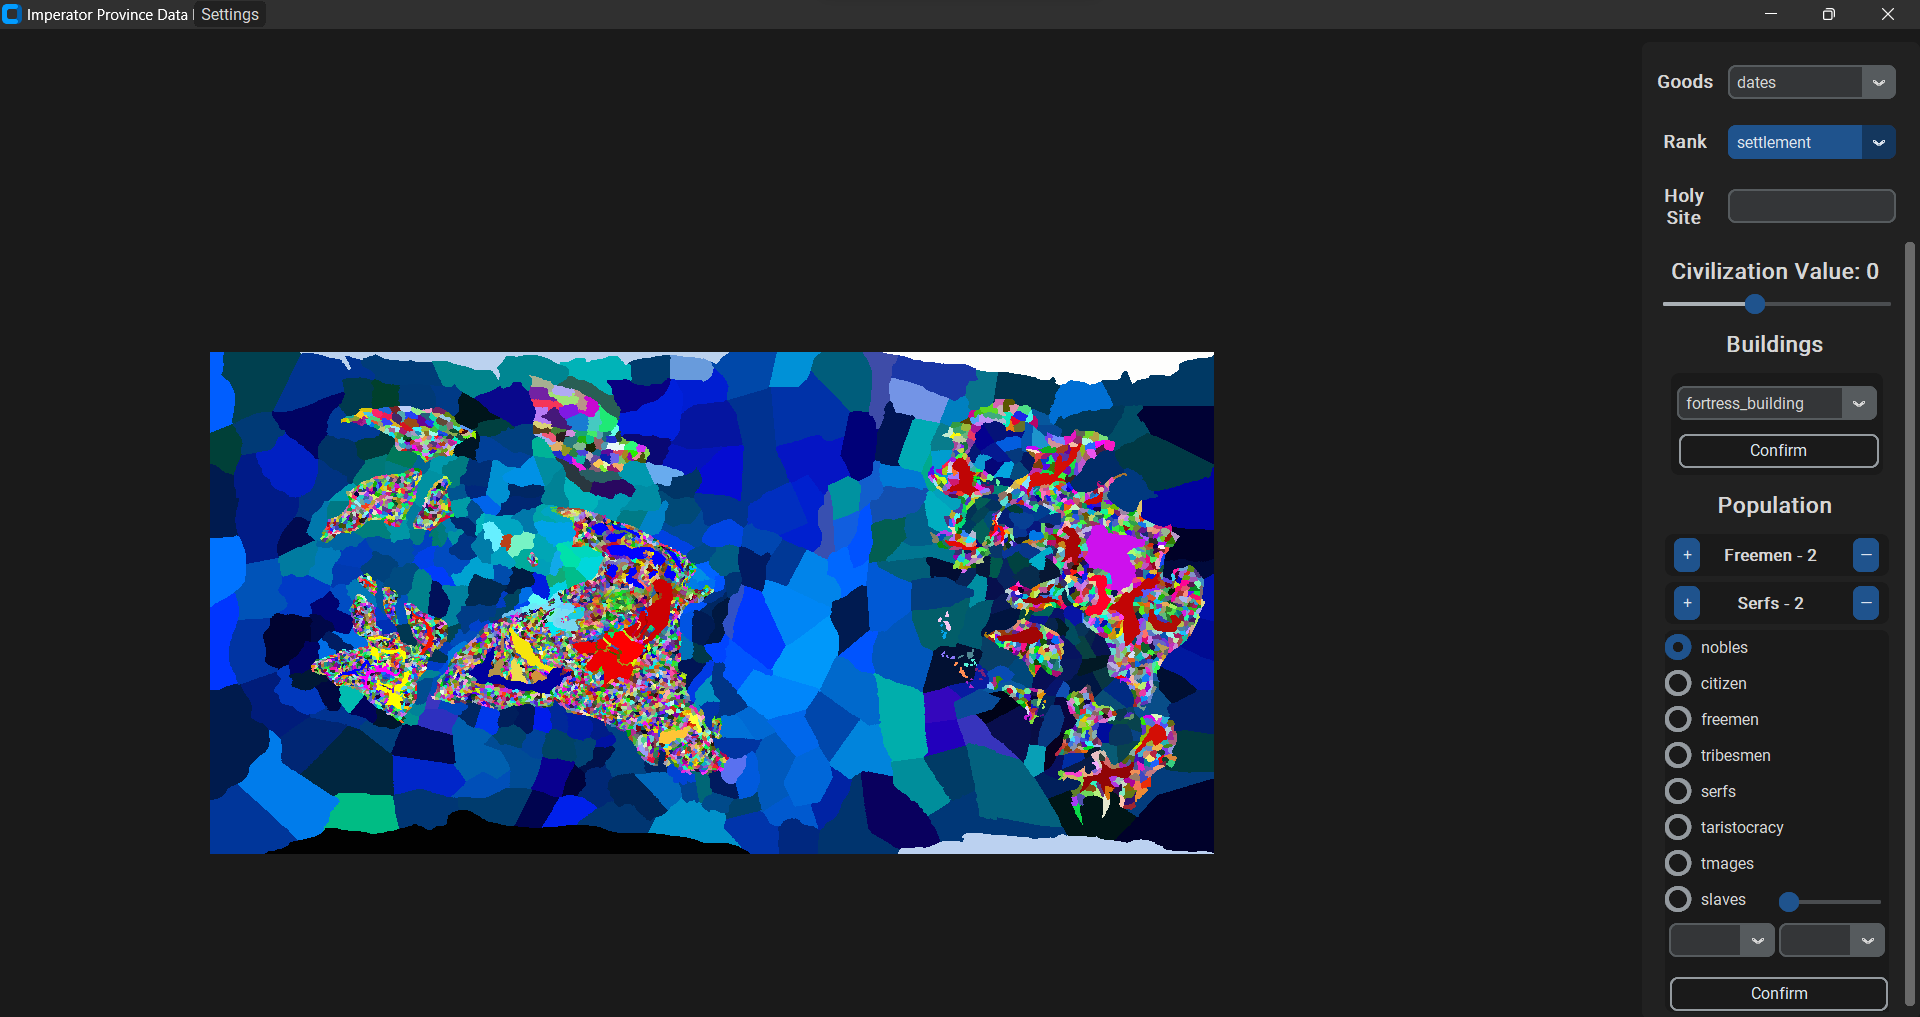 Imperator Province Data
Settings
Goods
dates
Rank
settlement
Holy
Site
Civilization Value: 0
Buildings
fortress_building
Confirm
Population
+
Freemen - 2
−
+
Serfs - 2
−
nobles
citizen
freemen
tribesmen
serfs
taristocracy
tmages
slaves
Confirm